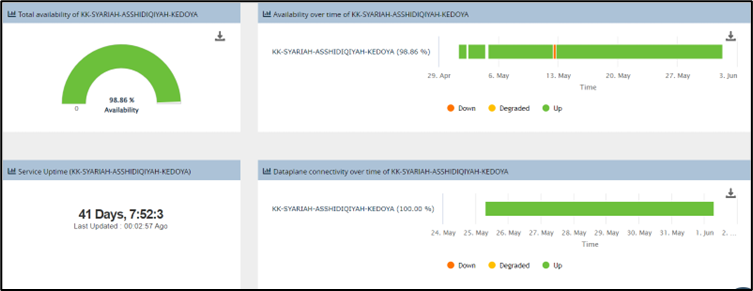 Total availability of KK-SYARIAH-ASSHIDIQIYAH-KEDOYA
98.86 %
Availability
0
Availability over time of KK-SYARIAH-ASSHIDIQIYAH-KEDOYA
KK-SYARIAH-ASSHIDIQIYAH-KEDOYA (98.86 %)
29. Apr 6. May 13. May 20. May 27. May 3. Jun
Time
Down Degraded Up
Service Uptime (KK-SYARIAH-ASSHIDIQIYAH-KEDOYA)
41 Days, 7:52:3
Last Updated : 00:02:57 Ago
Dataplane connectivity over time of KK-SYARIAH-ASSHIDIQIYAH-KEDOYA
KK-SYARIAH-ASSHIDIQIYAH-KEDOYA (100.00 %)
24. May 25. May 26. May 27. May 28. May 29. May 30. May 31. May 1. Jun 2. ...
Time
Down Degraded Up